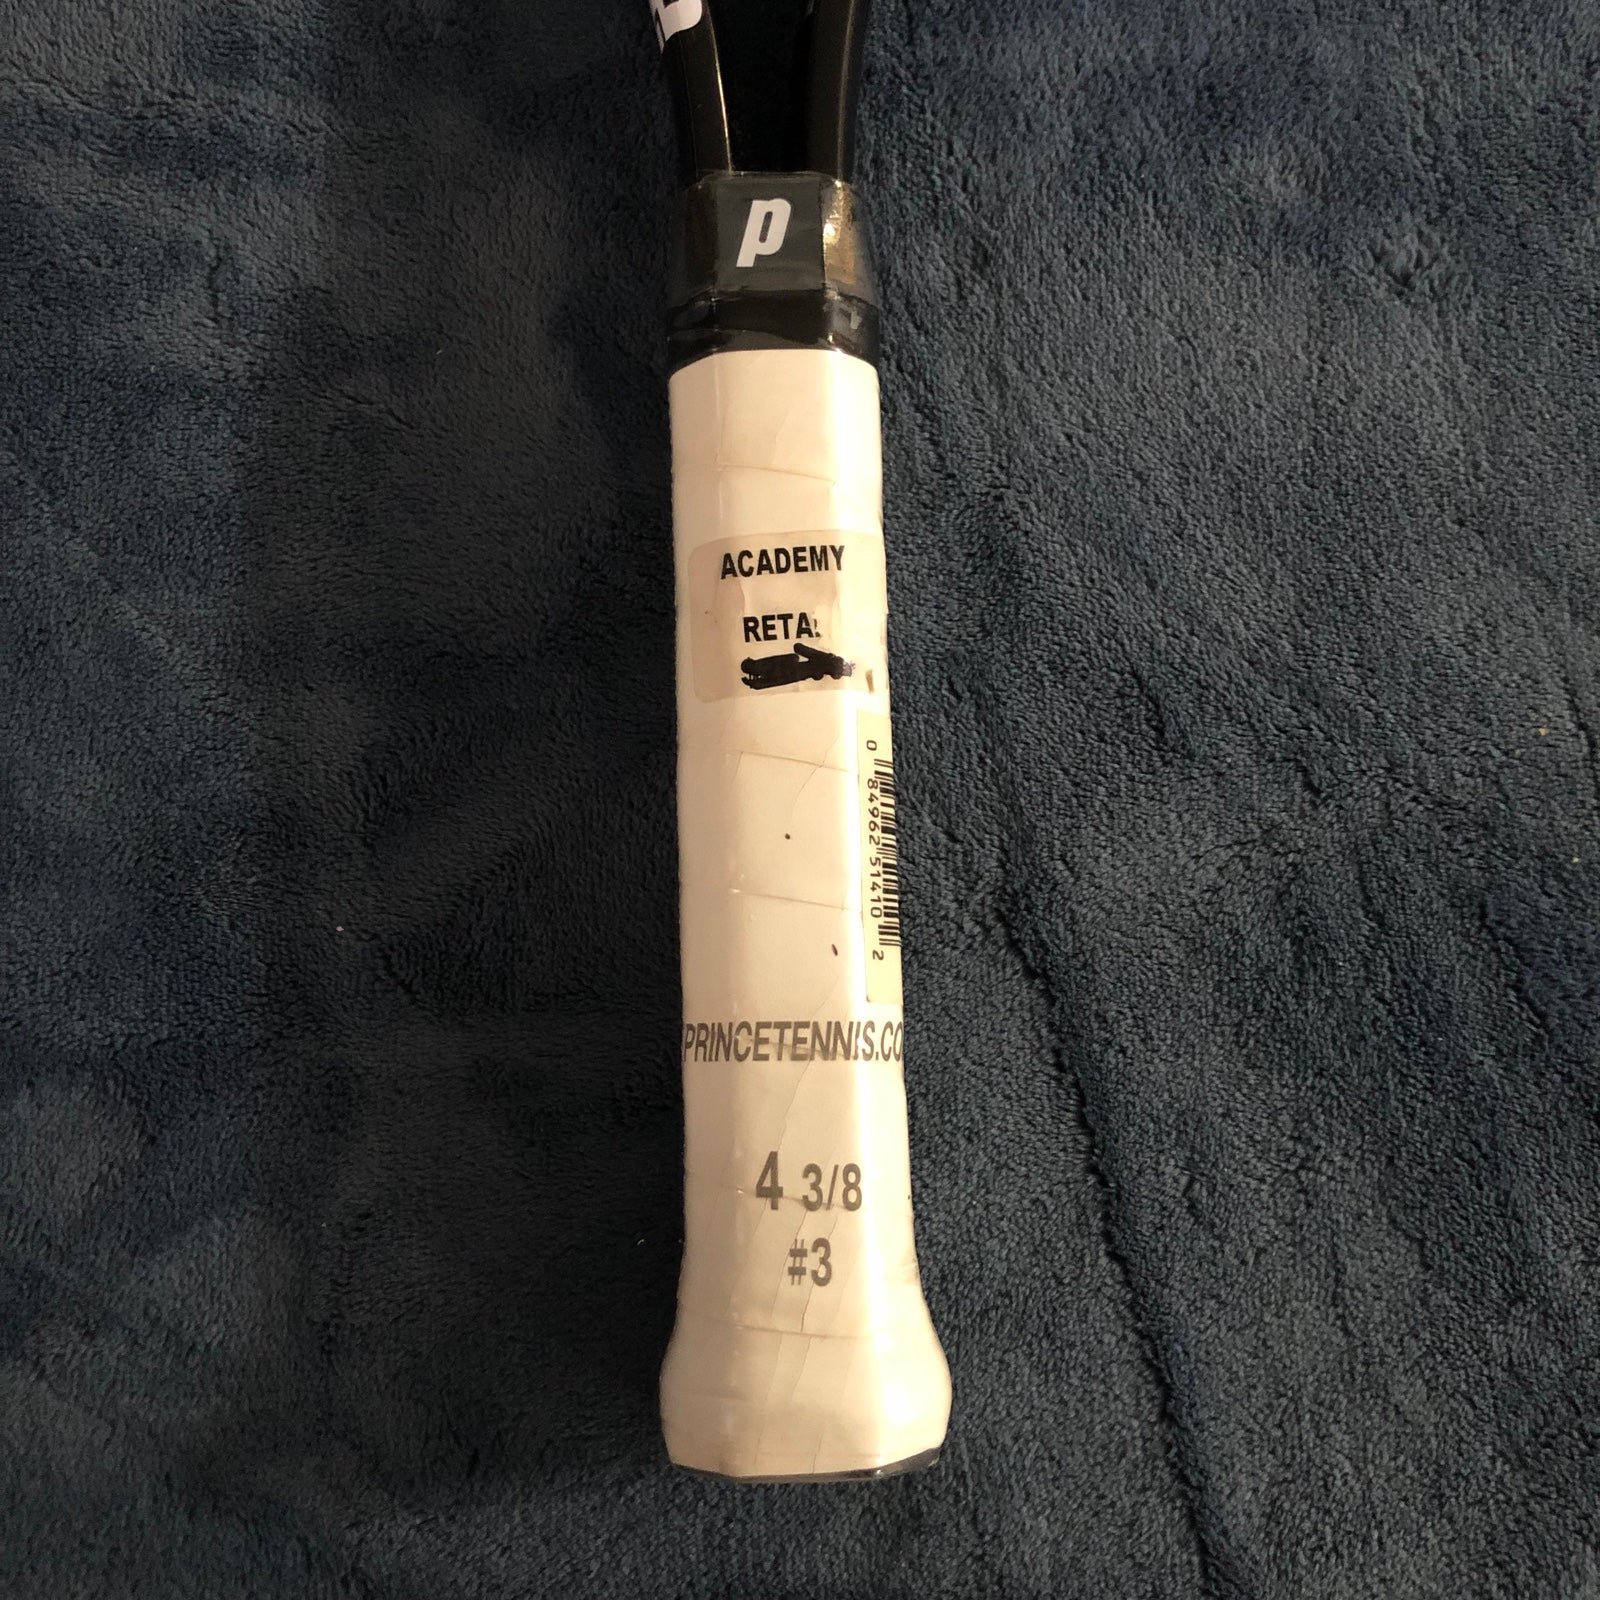 p
ACADEMY
RETA
0 84962 51410 2
PRINCETENNIS.CO
4 3/8
#3